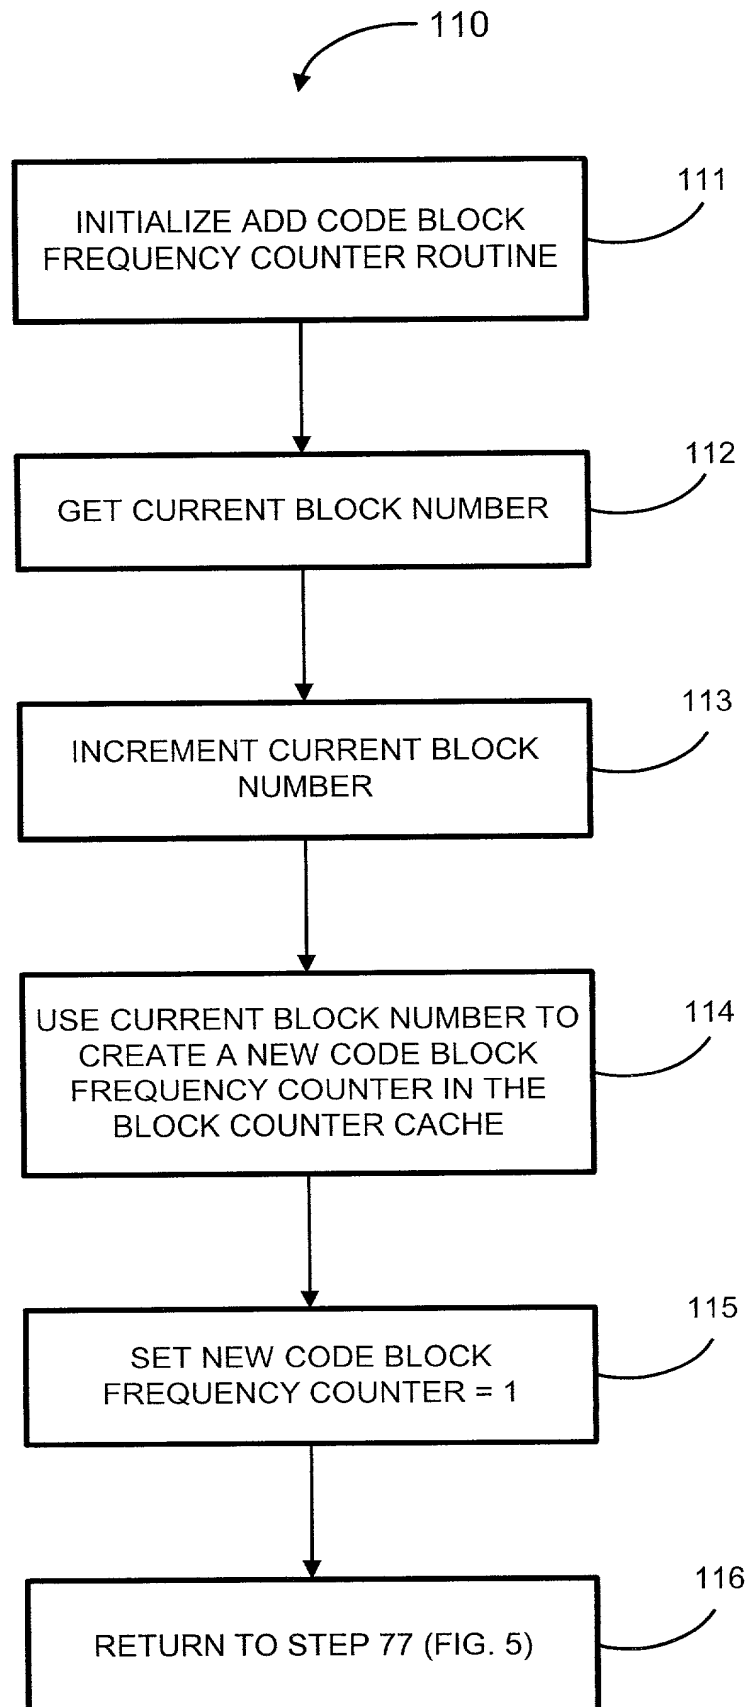 110
111
INITIALIZE ADD CODE BLOCK
FREQUENCY COUNTER ROUTINE
112
GET CURRENT BLOCK NUMBER
113
INCREMENT CURRENT BLOCK
NUMBER
114
USE CURRENT BLOCK NUMBER TO
CREATE A NEW CODE BLOCK
FREQUENCY COUNTER IN THE
BLOCK COUNTER CACHE
115
SET NEW CODE BLOCK
FREQUENCY COUNTER = 1
116
RETURN TO STEP 77 (FIG. 5)